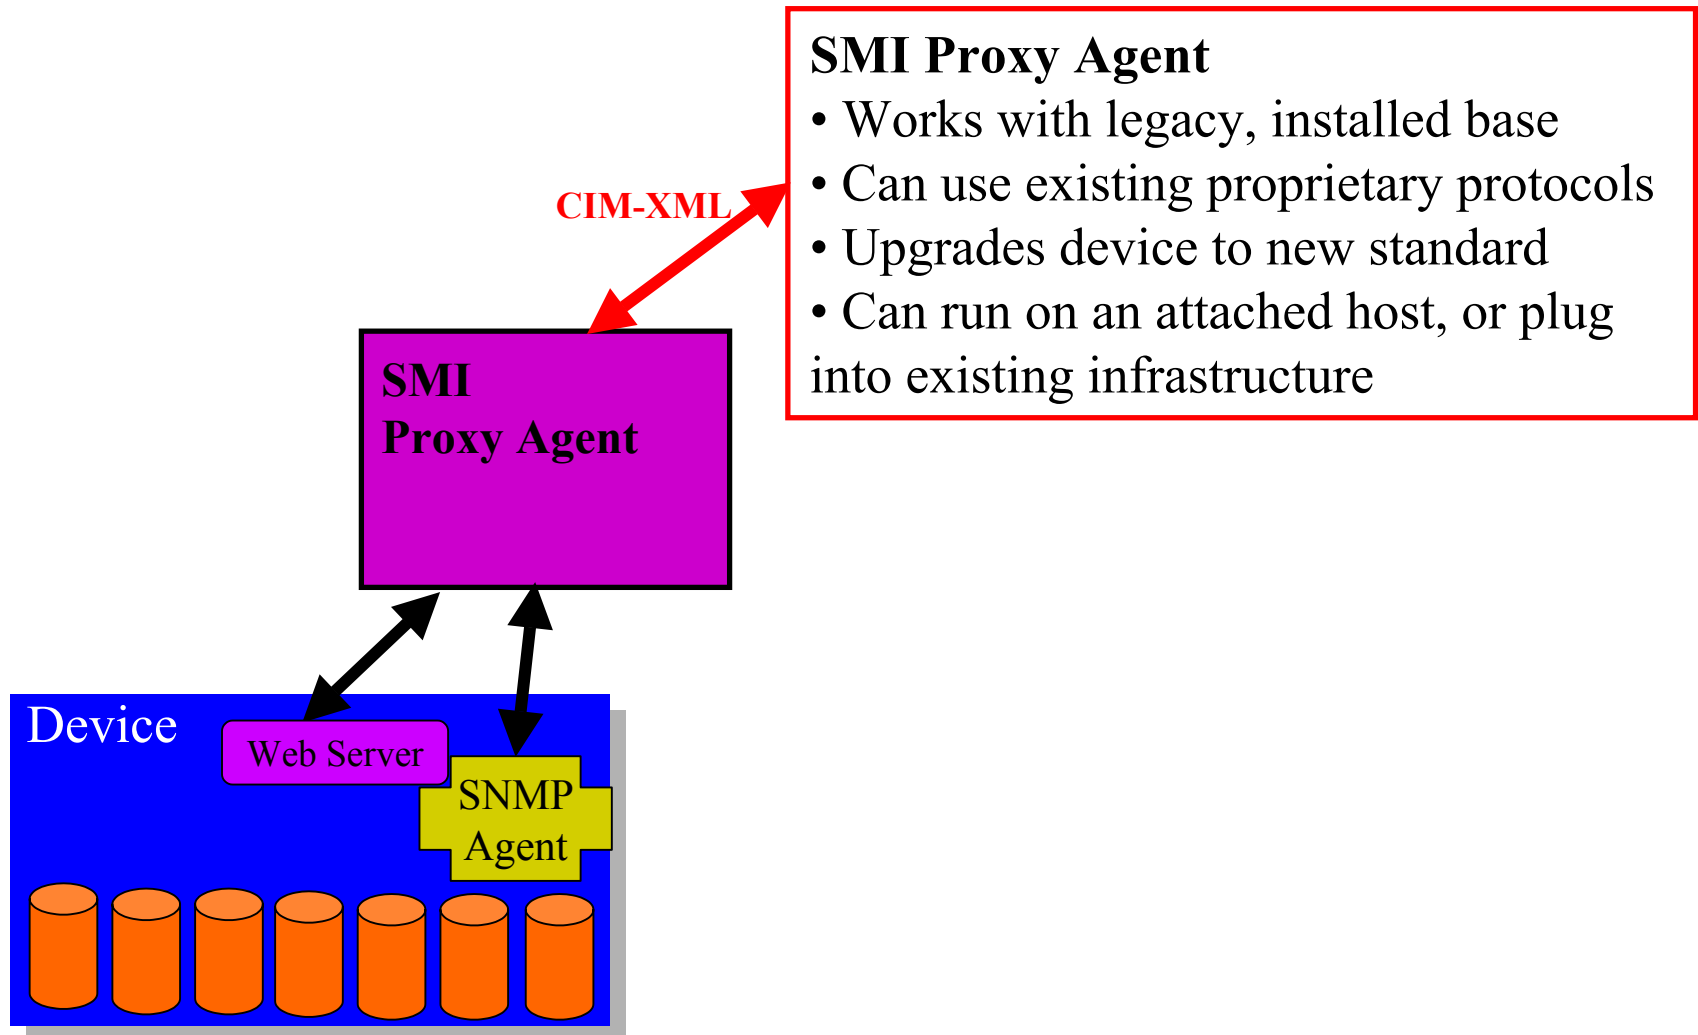 SMI Proxy Agent
• Works with legacy, installed base
• Can use existing proprietary protocols
• Upgrades device to new standard
• Can run on an attached host, or plug
into existing infrastructure
CIM-XML
SMI
Proxy Agent
Device
Web Server
SNMP
Agent